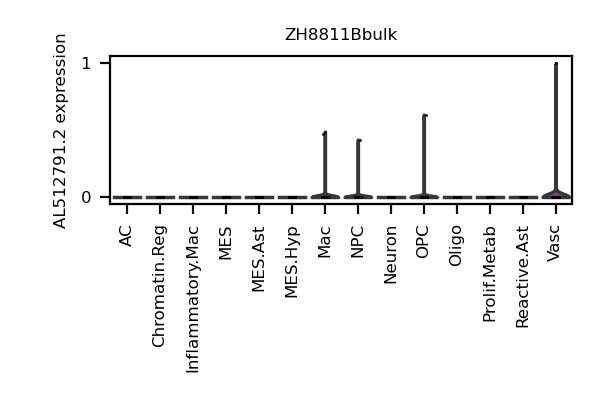 ZH8811Bbulk
AL512791.2 expression
1
0
AC
Chromatin.Reg
Inflammatory.Mac
MES
MES.Ast
MES.Hyp
Mac
NPC
Neuron
OPC
Oligo
Prolif.Metab
Reactive.Ast
Vasc